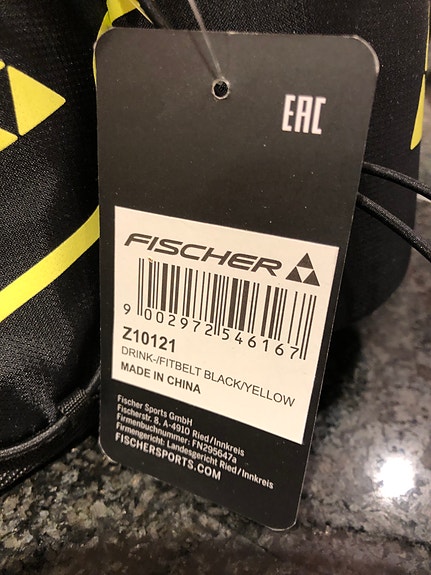 EAC
FISCHER
9 002972 546167
Z10121
DRINK-/FITBELT BLACK/YELLOW
MADE IN CHINA
Fischer Sports GmbH
Fischerstr. 8, A-4910 Ried/Innkreis
Firmenbuchnummer: FN295647a
Firmengericht: Landesgericht Ried/Innkreis
FISCHERSPORTS.COM